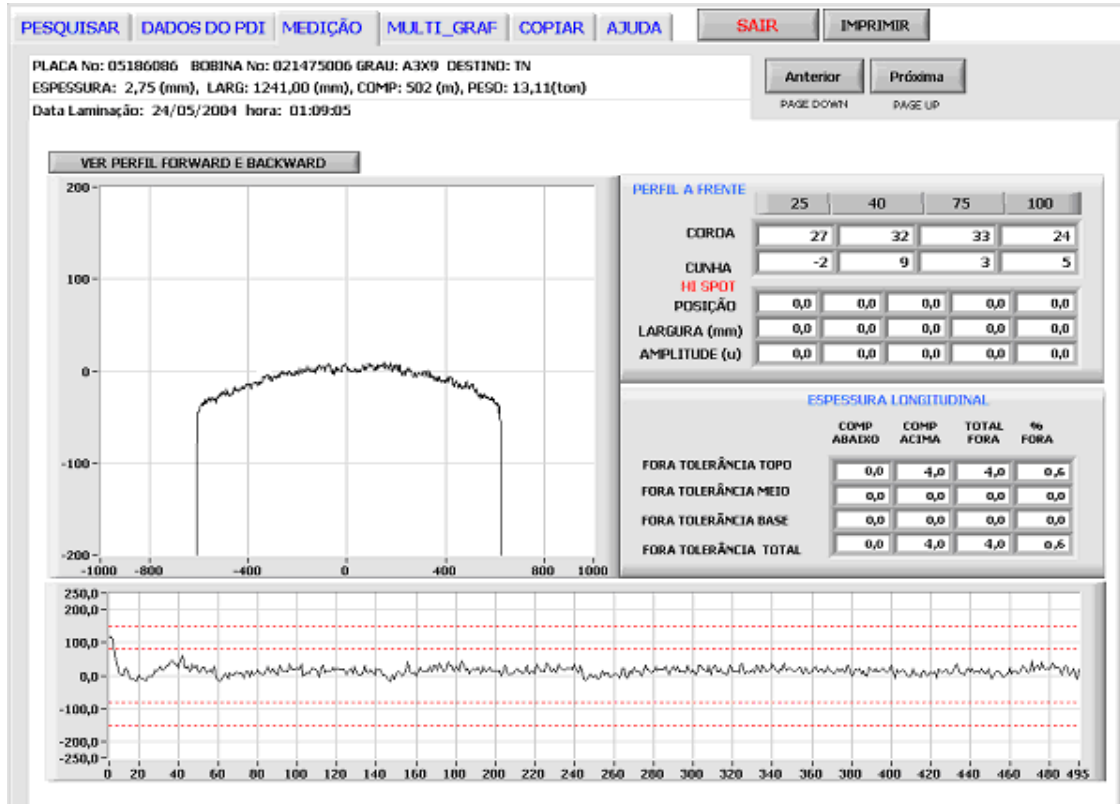 PESQUISAR DADOS DO PDI MEDIÇÃO MULTI_GRAF COPIAR AJUDA SAIR IMPRIMIR
PLACA No: 05186086 BOBINA No: 021475006 GRAU: A3X9 DESTINO: TN
ESPESSURA: 2,75 (mm), LARG: 1241,00 (mm), COMP: 502 (m), PESO: 13,11(ton)
Data Laminação: 24/05/2004 hora: 01:09:05
Anterior Próxima
PAGE DOWN PAGE UP
VER PERFIL FORWARD E BACKWARD
200
100
0
-100
-200
-1000 -800 -400 0 400 800 1000
PERFIL A FRENTE
25 40 75 100
COROA 27 32 33 24
CUNHA -2 9 3 5
HI SPOT
POSIÇÃO 0,0 0,0 0,0 0,0 0,0
LARGURA (mm) 0,0 0,0 0,0 0,0 0,0
AMPLITUDE (u) 0,0 0,0 0,0 0,0 0,0
ESPESSURA LONGITUDINAL
COMP ABAIXO COMP ACIMA TOTAL FORA % FORA
FORA TOLERÂNCIA TOPO 0,0 4,0 4,0 0,6
FORA TOLERÂNCIA MEIO 0,0 0,0 0,0 0,0
FORA TOLERÂNCIA BASE 0,0 0,0 0,0 0,0
FORA TOLERÂNCIA TOTAL 0,0 4,0 4,0 0,6
250,0
200,0
100,0
0,0
-100,0
-200,0
-250,0
0 20 40 60 80 100 120 140 160 180 200 220 240 260 280 300 320 340 360 380 400 420 440 460 480 495